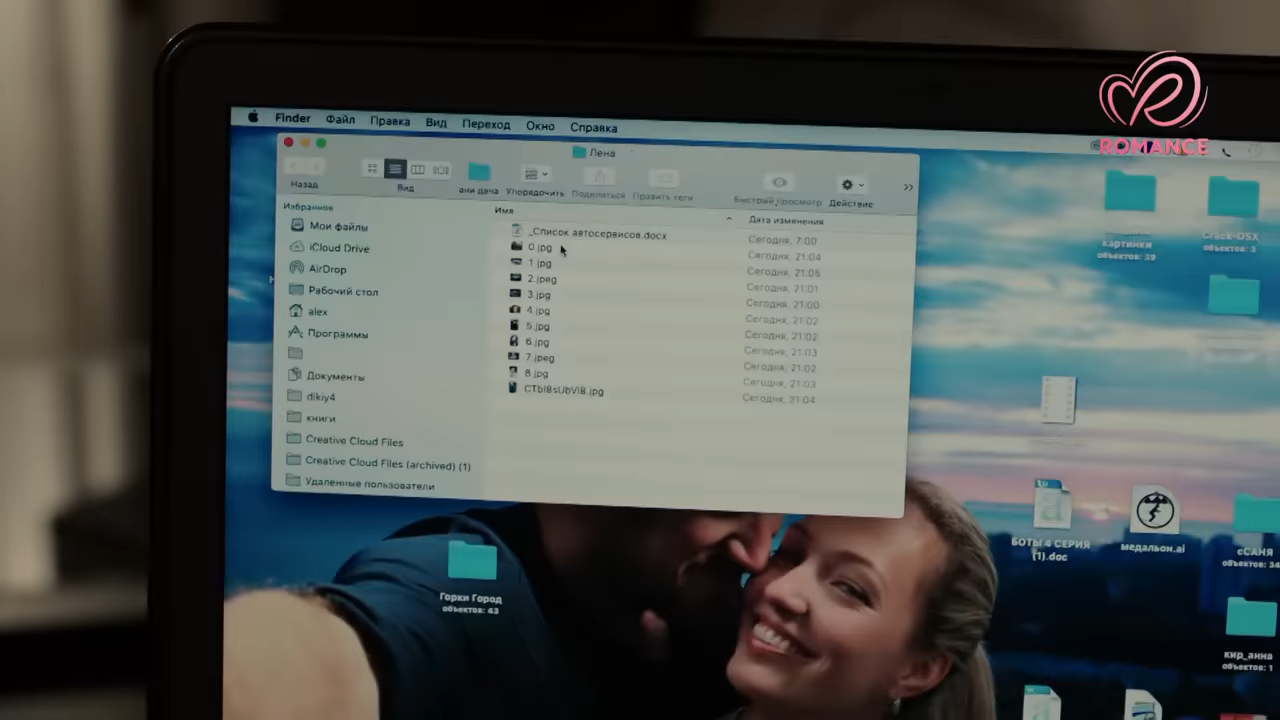 ROMANCE
Finder Файл Правка Вид Переход Окно Справка
Лена
Назад Вид ани дача Упорядочить Поделиться Править теги Быстрый просмотр Действие
Избранное
Мои файлы
iCloud Drive
AirDrop
Рабочий стол
alex
Программы
Документы
dikiy4
книги
Creative Cloud Files
Creative Cloud Files (archived) (1)
Удаленные пользователи
Имя Дата изменения
_Список автосервисов.docx Сегодня, 7:00
0.jpg Сегодня, 21:04
1.jpg Сегодня, 21:05
2.jpeg Сегодня, 21:01
3.jpg Сегодня, 21:00
4.jpg Сегодня, 21:02
5.jpg Сегодня, 21:02
6.jpg Сегодня, 21:03
7.jpeg Сегодня, 21:02
8.jpg Сегодня, 21:03
Сегодня, 21:04
картинки
объектов: 39
Crack-OSX
объектов: 3
БОТЫ 4 СЕРИЯ
(1).doc
медальон.ai
сСАНЯ
объектов: 34
Горки Город
объектов: 43
кир_анна
объектов: 1